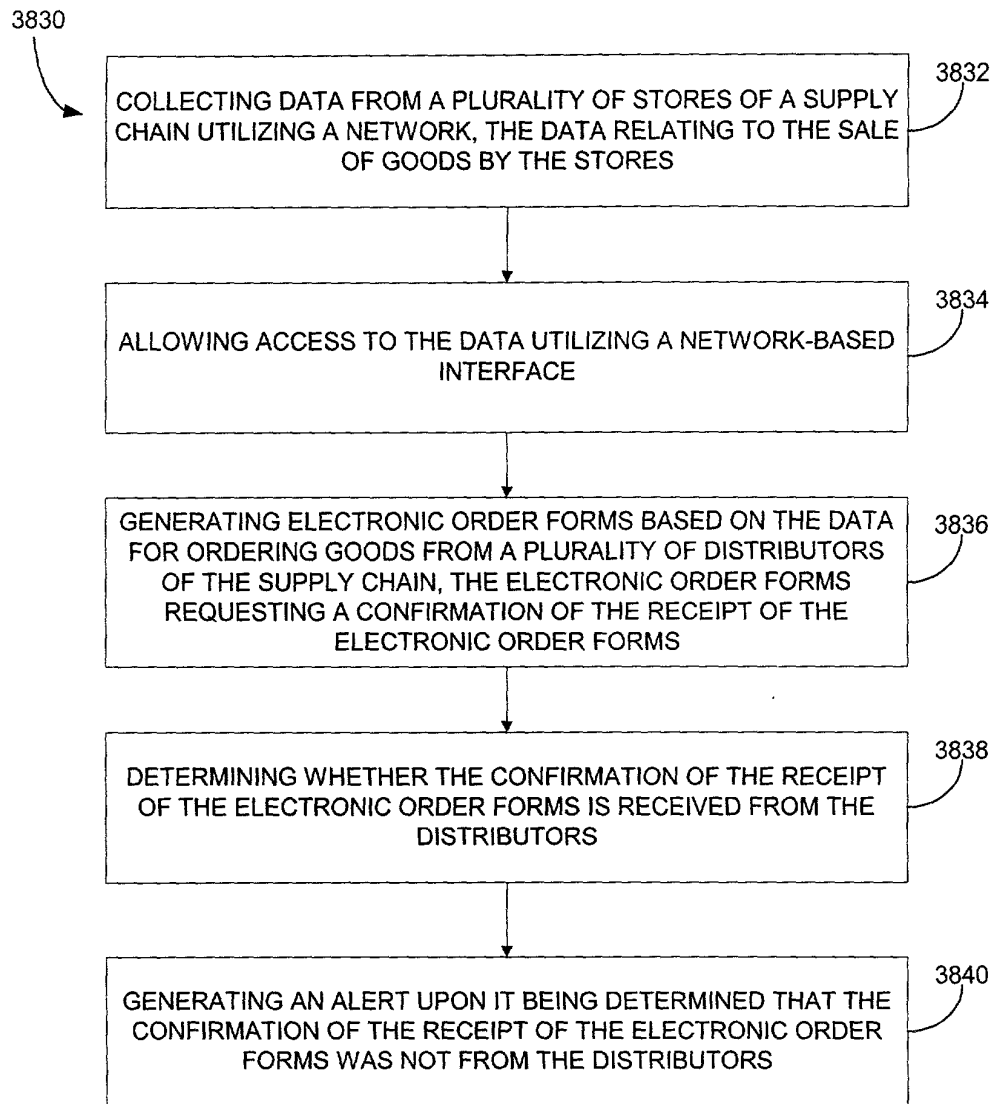 3830
3832
COLLECTING DATA FROM A PLURALITY OF STORES OF A SUPPLY
CHAIN UTILIZING A NETWORK, THE DATA RELATING TO THE SALE
OF GOODS BY THE STORES
3834
ALLOWING ACCESS TO THE DATA UTILIZING A NETWORK-BASED
INTERFACE
3836
GENERATING ELECTRONIC ORDER FORMS BASED ON THE DATA
FOR ORDERING GOODS FROM A PLURALITY OF DISTRIBUTORS
OF THE SUPPLY CHAIN, THE ELECTRONIC ORDER FORMS
REQUESTING A CONFIRMATION OF THE RECEIPT OF THE
ELECTRONIC ORDER FORMS
3838
DETERMINING WHETHER THE CONFIRMATION OF THE RECEIPT
OF THE ELECTRONIC ORDER FORMS IS RECEIVED FROM THE
DISTRIBUTORS
3840
GENERATING AN ALERT UPON IT BEING DETERMINED THAT THE
CONFIRMATION OF THE RECEIPT OF THE ELECTRONIC ORDER
FORMS WAS NOT FROM THE DISTRIBUTORS